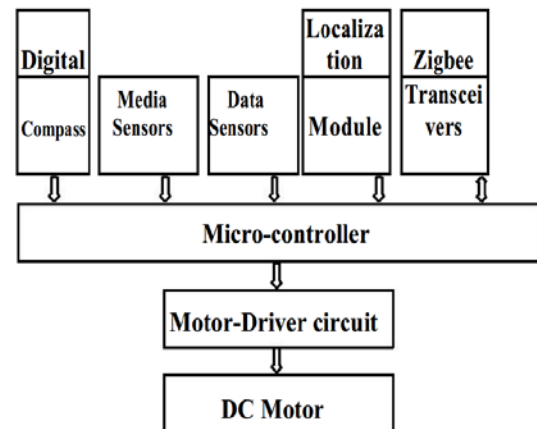 Digital
Compass
Media
Sensors
Data
Sensors
Localiza
tion
Module
Zigbee
Transcei
vers
Micro-controller
Motor-Driver circuit
DC Motor